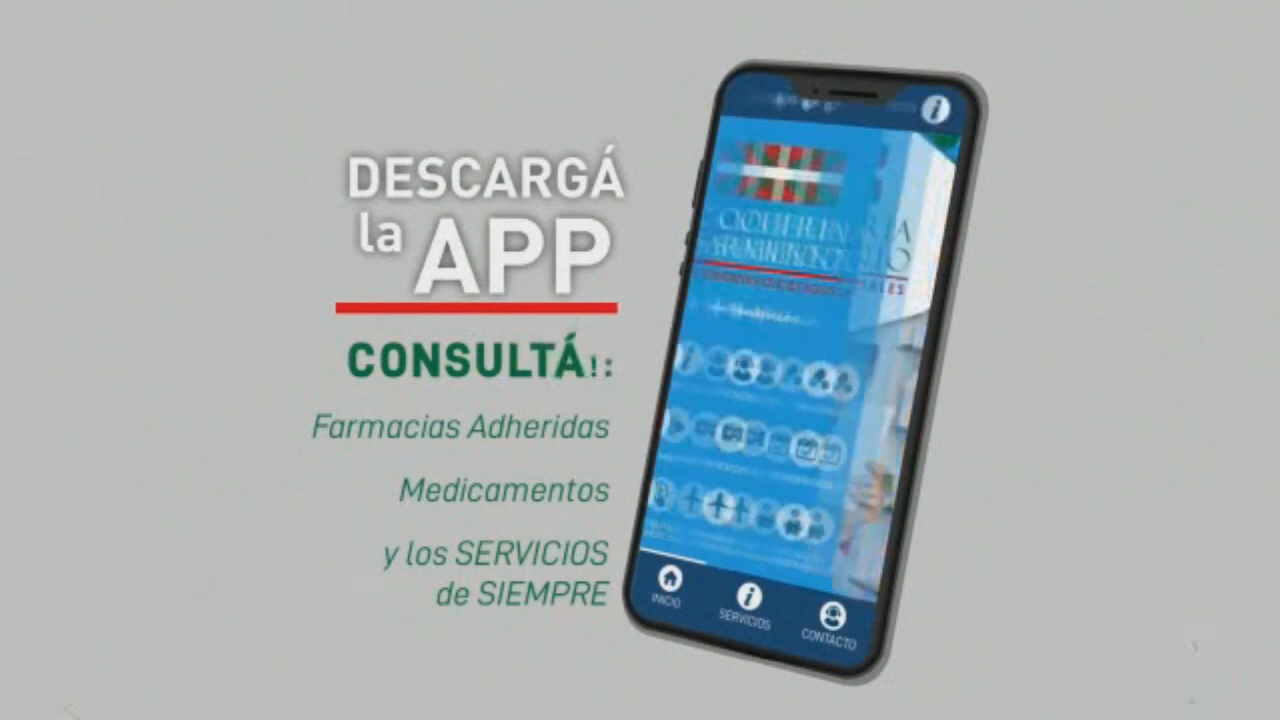 DESCARGÁ
la APP
CONSULTÁ!:
Farmacias Adheridas
Medicamentos
y los SERVICIOS
de SIEMPRE
INICIO
SERVICIOS
CONTACTO